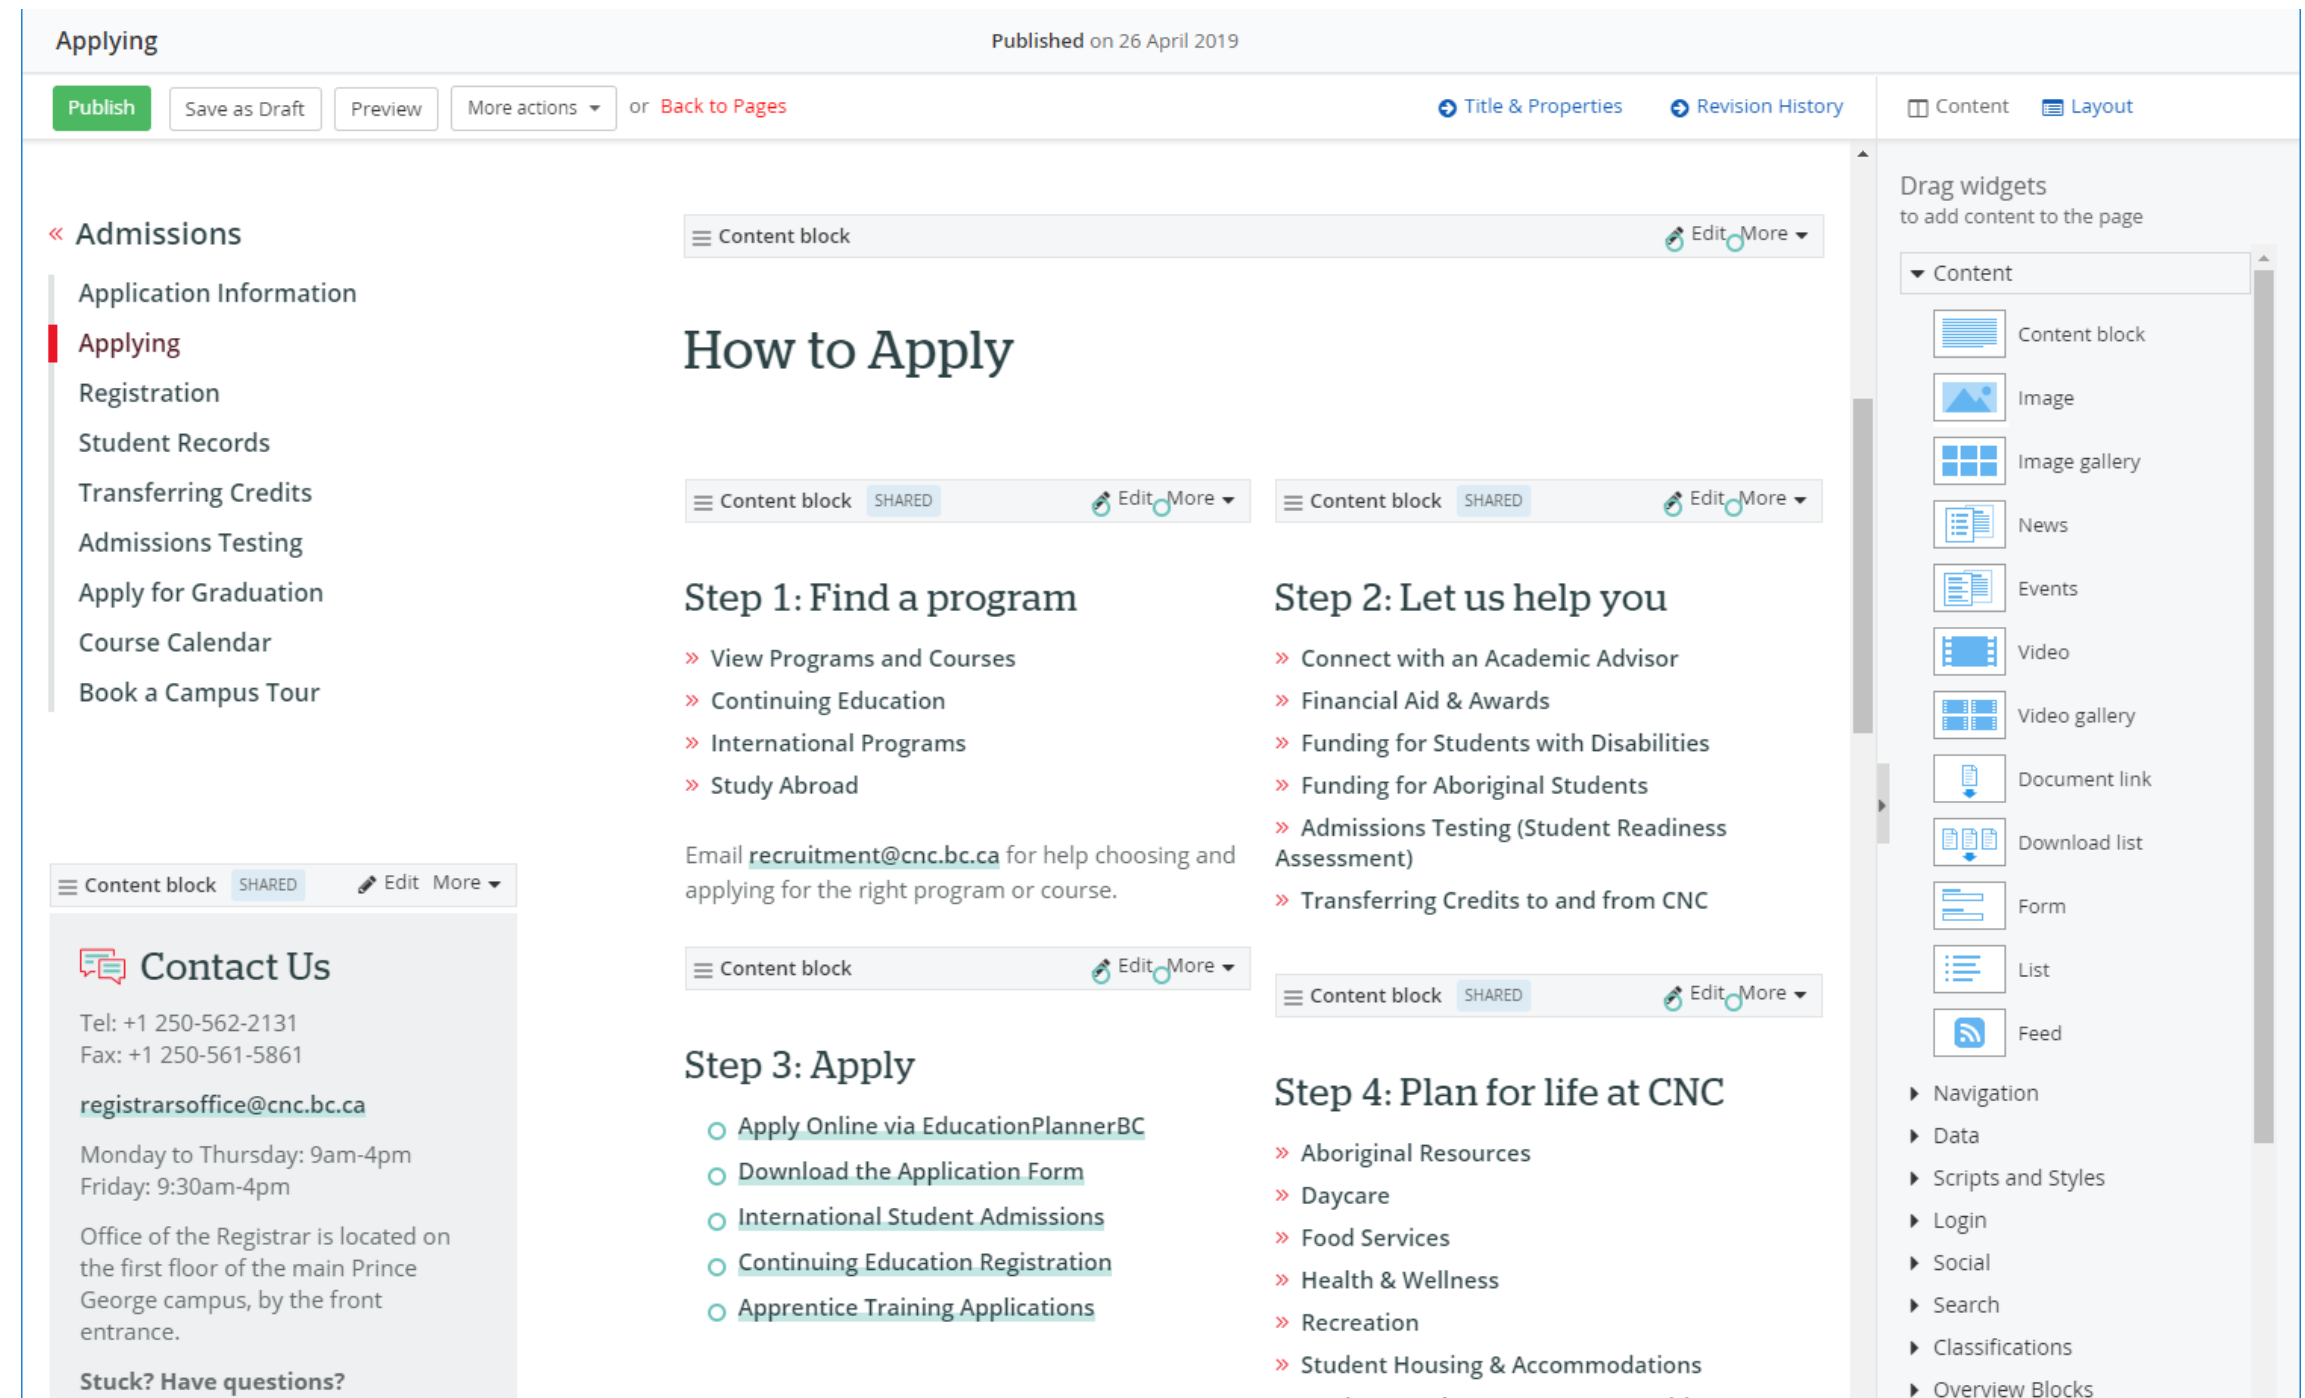 Applying
Published on 26 April 2019
Publish
Save as Draft
Preview
More actions
or Back to Pages
Title & Properties
Revision History
Content
Layout
« Admissions
Application Information
Applying
Registration
Student Records
Transferring Credits
Admissions Testing
Apply for Graduation
Course Calendar
Book a Campus Tour
Content block SHARED Edit More
Contact Us
Tel: +1 250-562-2131
Fax: +1 250-561-5861
registrarsoffice@cnc.bc.ca
Monday to Thursday: 9am-4pm
Friday: 9:30am-4pm
Office of the Registrar is located on
the first floor of the main Prince
George campus, by the front
entrance.
Stuck? Have questions?
Content block Edit More
How to Apply
Content block SHARED Edit More
Step 1: Find a program
» View Programs and Courses
» Continuing Education
» International Programs
» Study Abroad
Email recruitment@cnc.bc.ca for help choosing and
applying for the right program or course.
Content block SHARED Edit More
Step 2: Let us help you
» Connect with an Academic Advisor
» Financial Aid & Awards
» Funding for Students with Disabilities
» Funding for Aboriginal Students
» Admissions Testing (Student Readiness
Assessment)
» Transferring Credits to and from CNC
Content block Edit More
Step 3: Apply
Apply Online via EducationPlannerBC
Download the Application Form
International Student Admissions
Continuing Education Registration
Apprentice Training Applications
Content block SHARED Edit More
Step 4: Plan for life at CNC
» Aboriginal Resources
» Daycare
» Food Services
» Health & Wellness
» Recreation
» Student Housing & Accommodations
Drag widgets
to add content to the page
Content
Content block
Image
Image gallery
News
Events
Video
Video gallery
Document link
Download list
Form
List
Feed
Navigation
Data
Scripts and Styles
Login
Social
Search
Classifications
Overview Blocks